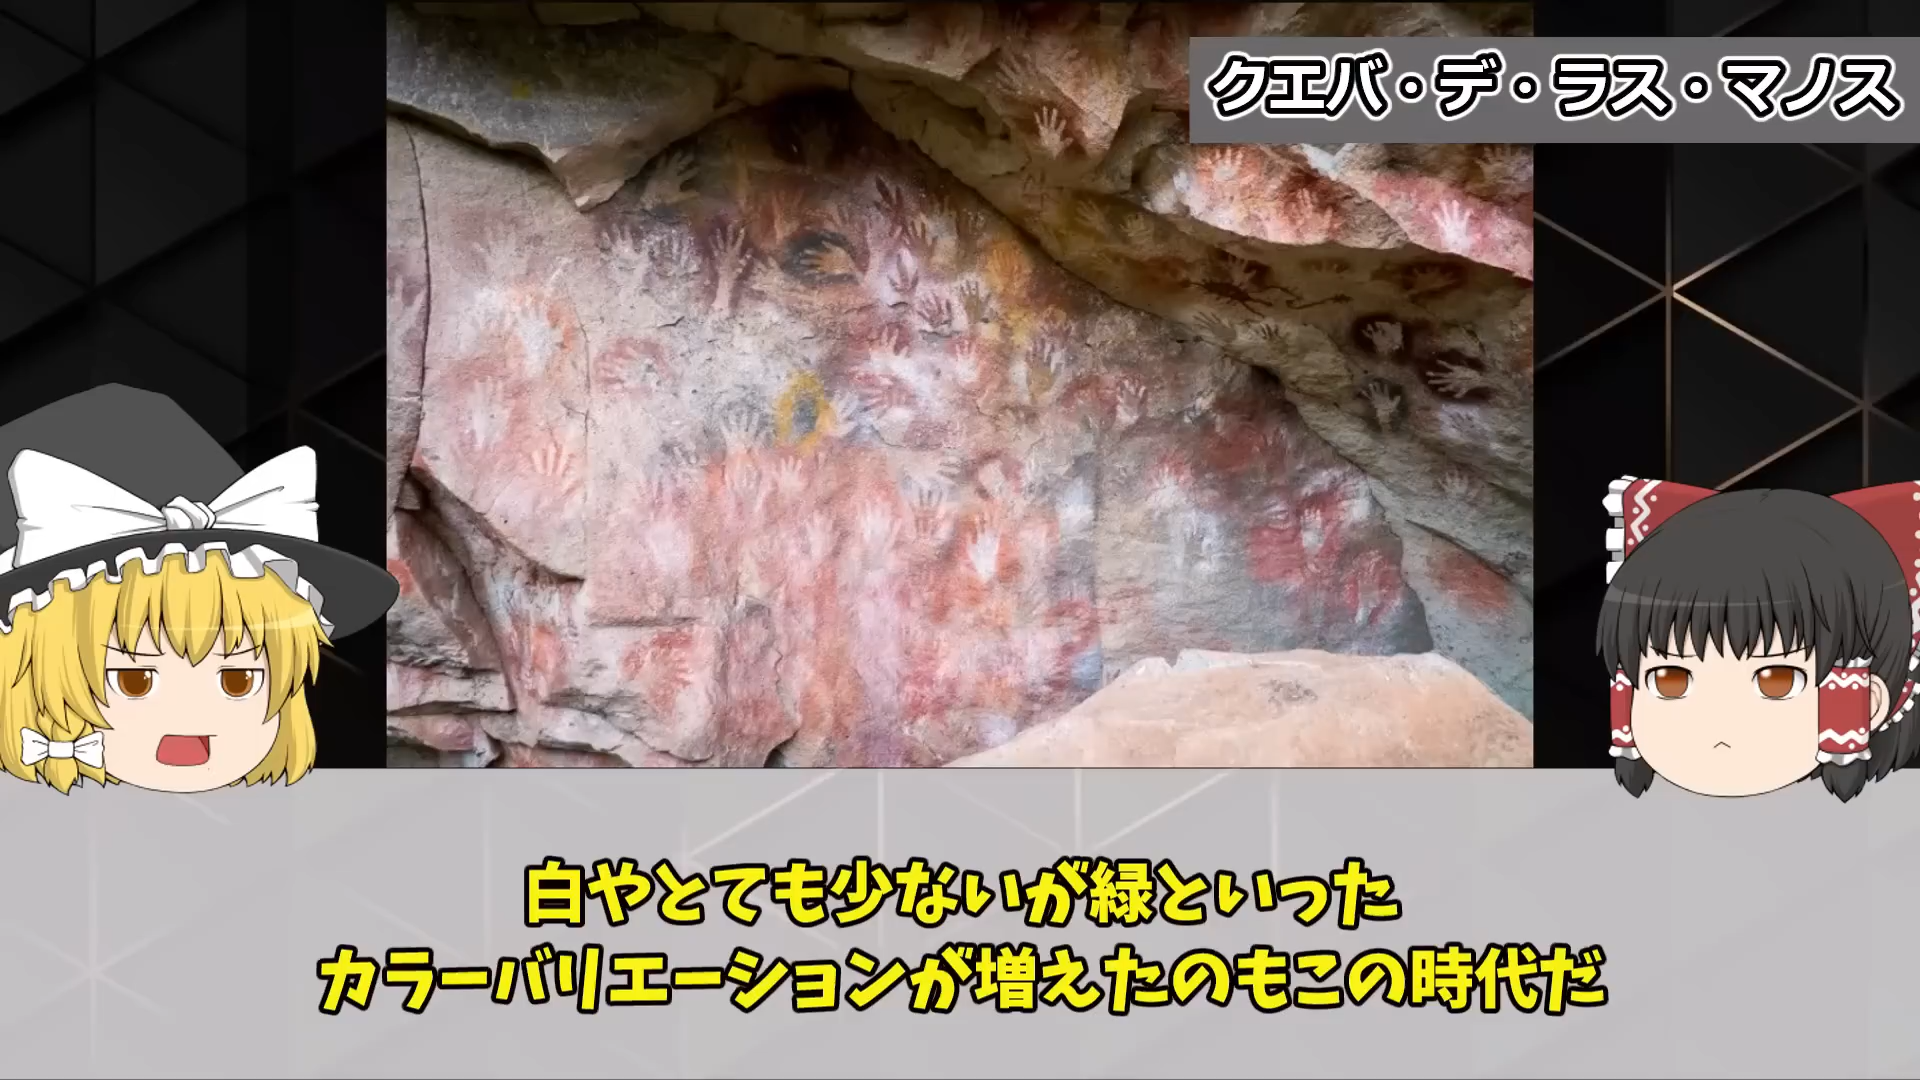 クエバ・デ・ラス・マノス
白やとても少ないが緑といった
カラーバリエーションが増えたのもこの時代だ